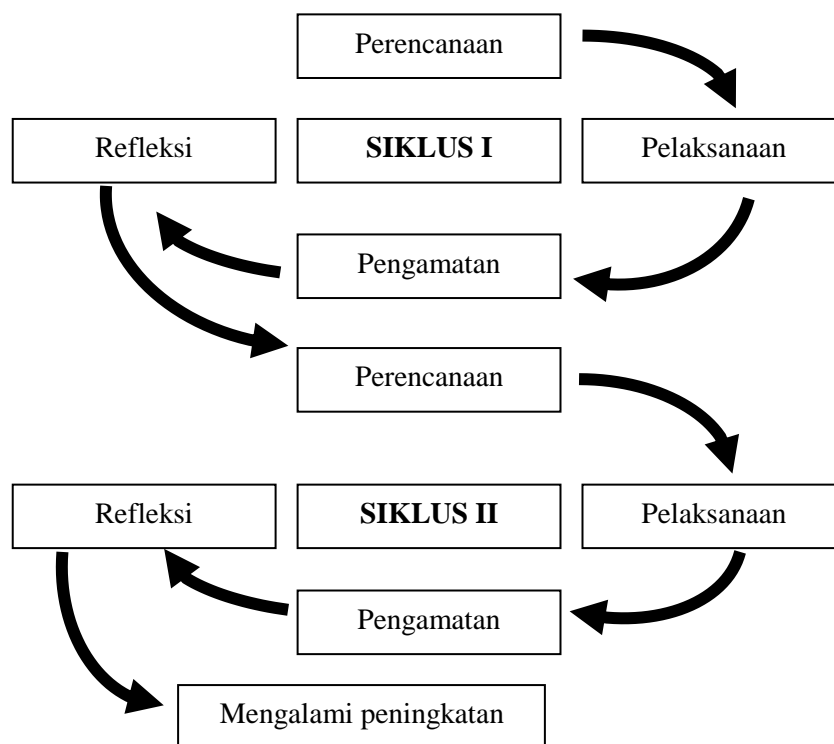 Perencanaan
Refleksi
SIKLUS I
Pelaksanaan
Pengamatan
Perencanaan
Refleksi
SIKLUS II
Pelaksanaan
Pengamatan
Mengalami peningkatan